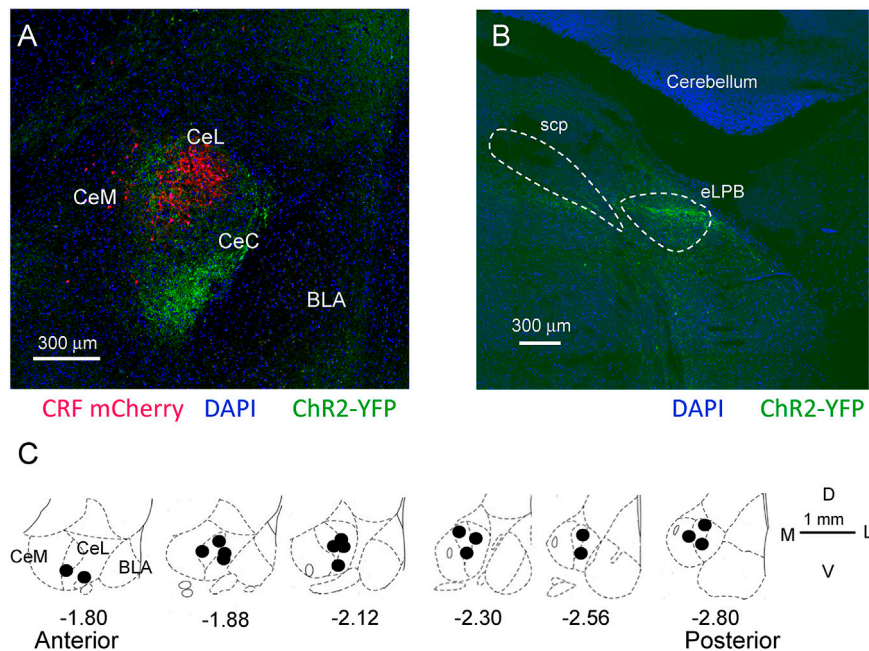 A
CeL
CeM
CeC
BLA
300 μm
CRF mCherry DAPI ChR2-YFP
B
Cerebellum
scp
eLPB
300 μm
DAPI ChR2-YFP
C
CeM CeL BLA
D
1 mm
M L
V
-1.80 -1.88 -2.12 -2.30 -2.56 -2.80
Anterior Posterior